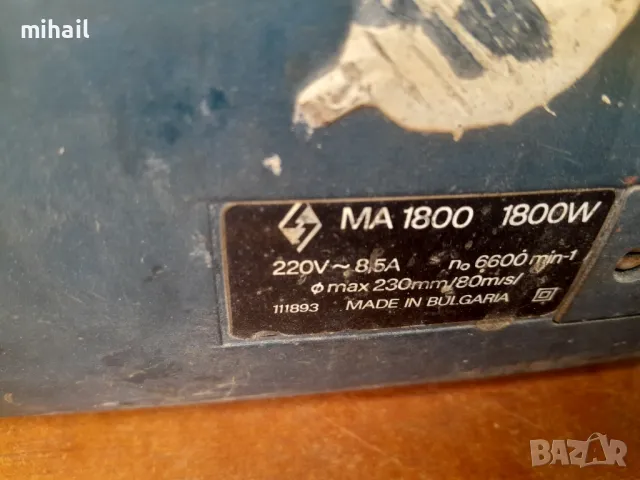 mihail
MA 1800 1800W
220V~8,5A n₀ 6600 min-1
ϕ max 230mm/80m/s/
111893 MADE IN BULGARIA
BAZAR